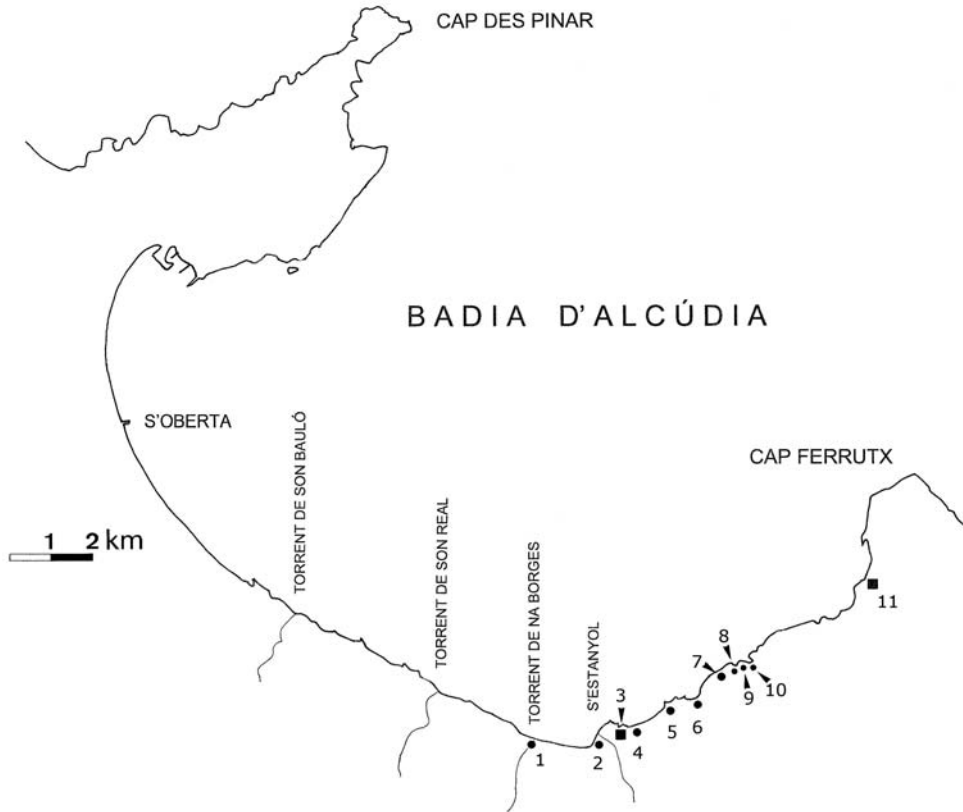 CAP DES PINAR
BADIA D'ALCÚDIA
S'OBERTA
CAP FERRUTX
TORRENT DE SON BAULÓ
TORRENT DE SON REAL
TORRENT DE NA BORGES
S'ESTANYOL
1 2 km
11
8
7
10
9
3
6
5
4
1
2